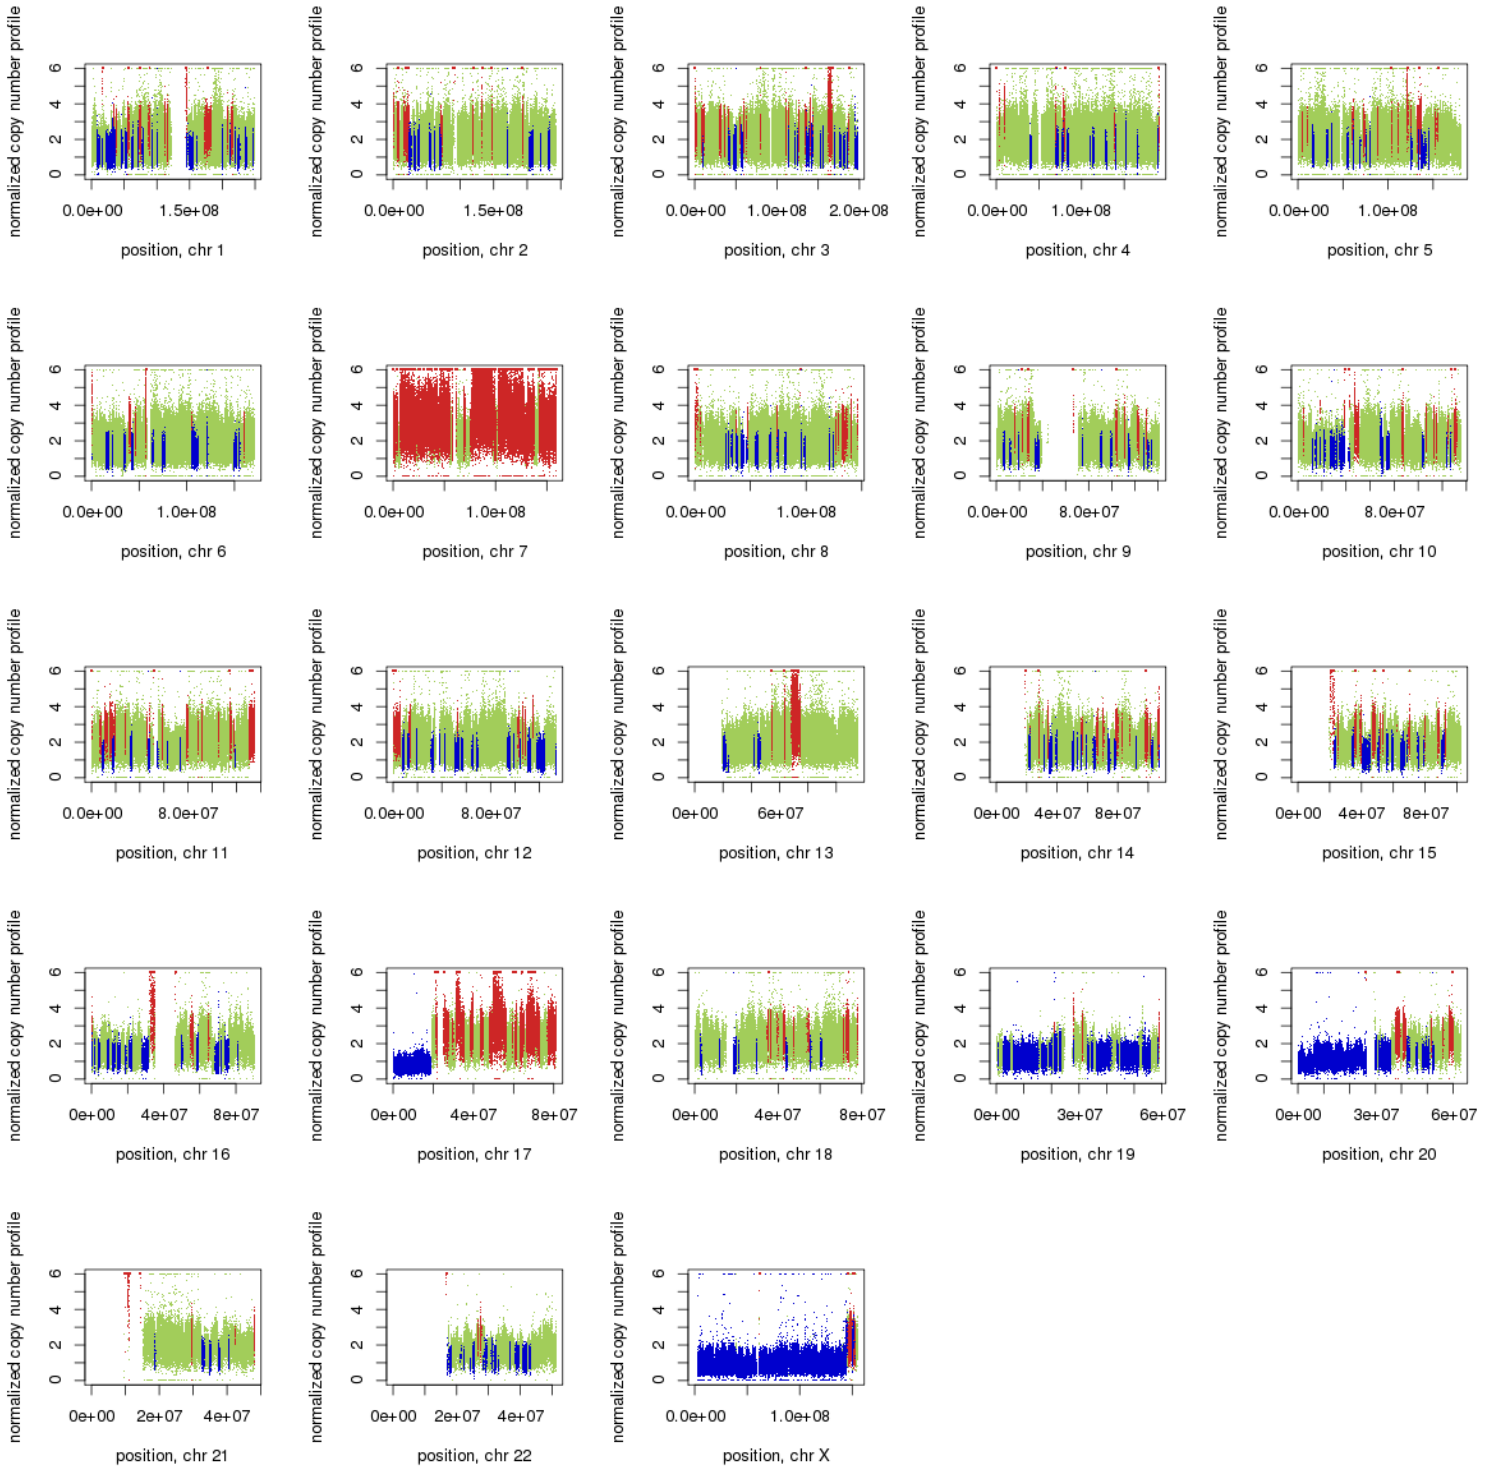 normalized copy number profile
0 2 4 6
0.0e+00 1.5e+08
position, chr 1
normalized copy number profile
0 2 4 6
0.0e+00 1.5e+08
position, chr 2
normalized copy number profile
0 2 4 6
0.0e+00 1.0e+08 2.0e+08
position, chr 3
normalized copy number profile
0 2 4 6
0.0e+00 1.0e+08
position, chr 4
normalized copy number profile
0 2 4 6
0.0e+00 1.0e+08
position, chr 5
normalized copy number profile
0 2 4 6
0.0e+00 1.0e+08
position, chr 6
normalized copy number profile
0 2 4 6
0.0e+00 1.0e+08
position, chr 7
normalized copy number profile
0 2 4 6
0.0e+00 1.0e+08
position, chr 8
normalized copy number profile
0 2 4 6
0.0e+00 8.0e+07
position, chr 9
normalized copy number profile
0 2 4 6
0.0e+00 8.0e+07
position, chr 10
normalized copy number profile
0 2 4 6
0.0e+00 8.0e+07
position, chr 11
normalized copy number profile
0 2 4 6
0.0e+00 8.0e+07
position, chr 12
normalized copy number profile
0 2 4 6
0e+00 6e+07
position, chr 13
normalized copy number profile
0 2 4 6
0e+00 4e+07 8e+07
position, chr 14
normalized copy number profile
0 2 4 6
0e+00 4e+07 8e+07
position, chr 15
normalized copy number profile
0 2 4 6
0e+00 4e+07 8e+07
position, chr 16
normalized copy number profile
0 2 4 6
0e+00 4e+07 8e+07
position, chr 17
normalized copy number profile
0 2 4 6
0e+00 4e+07 8e+07
position, chr 18
normalized copy number profile
0 2 4 6
0e+00 3e+07 6e+07
position, chr 19
normalized copy number profile
0 2 4 6
0e+00 3e+07 6e+07
position, chr 20
normalized copy number profile
0 2 4 6
0e+00 2e+07 4e+07
position, chr 21
normalized copy number profile
0 2 4 6
0e+00 2e+07 4e+07
position, chr 22
normalized copy number profile
0 2 4 6
0.0e+00 1.0e+08
position, chr X